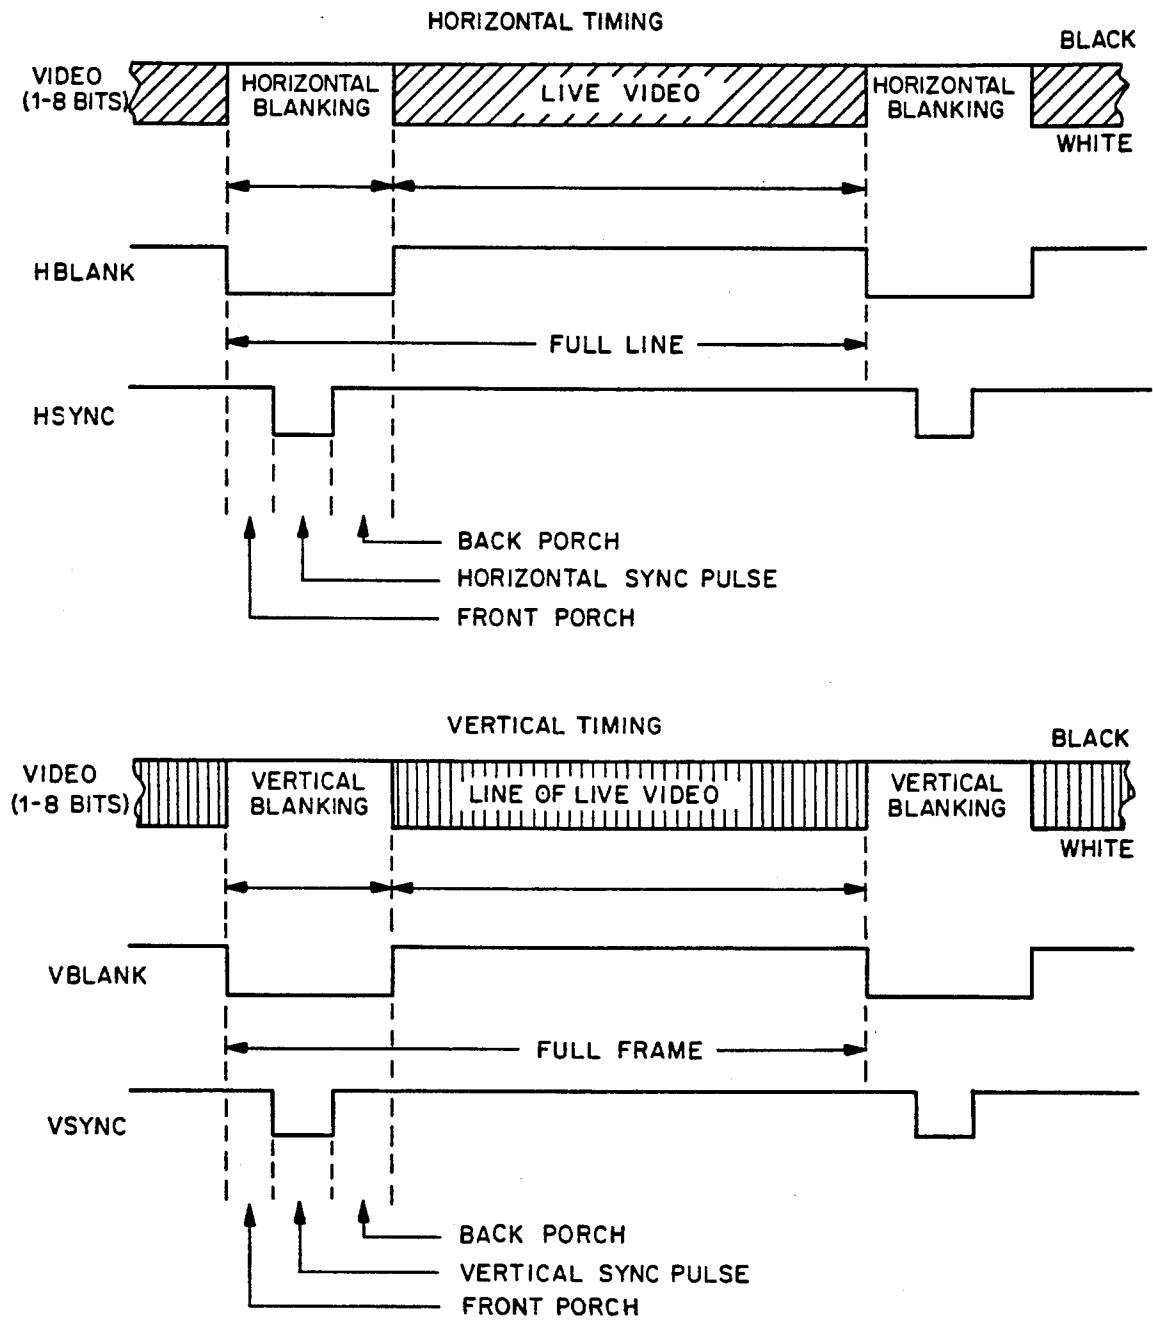 HORIZONTAL TIMING
BLACK
VIDEO
(1-8 BITS)
HORIZONTAL
BLANKING
LIVE VIDEO
HORIZONTAL
BLANKING
WHITE
HBLANK
FULL LINE
HSYNC
BACK PORCH
HORIZONTAL SYNC PULSE
FRONT PORCH
VERTICAL TIMING
BLACK
VIDEO
(1-8 BITS)
VERTICAL
BLANKING
LINE OF LIVE VIDEO
VERTICAL
BLANKING
WHITE
VBLANK
FULL FRAME
VSYNC
BACK PORCH
VERTICAL SYNC PULSE
FRONT PORCH